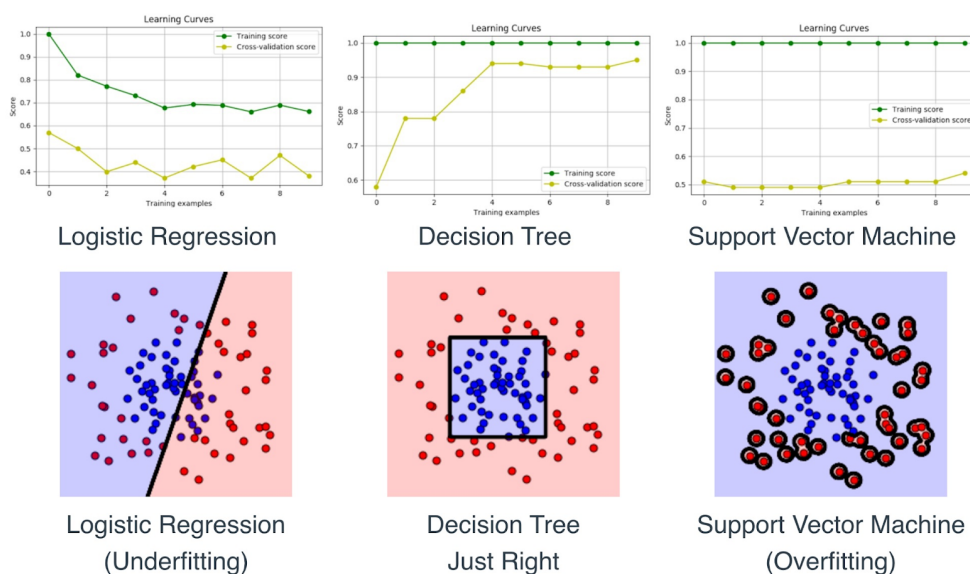 Learning Curves
1.0
0.9
0.8
0.7
0.6
0.5
0.4
Score
Training score
Cross-validation score
0
2
4
6
8
Training examples
Learning Curves
1.0
0.9
0.8
0.7
0.6
Score
Training score
Cross-validation score
0
2
4
6
8
Training examples
Learning Curves
1.0
0.9
0.8
0.7
0.6
0.5
Score
Training score
Cross-validation score
0
2
4
6
8
Training examples
Logistic Regression
Decision Tree
Support Vector Machine
Logistic Regression
(Underfitting)
Decision Tree
Just Right
Support Vector Machine
(Overfitting)